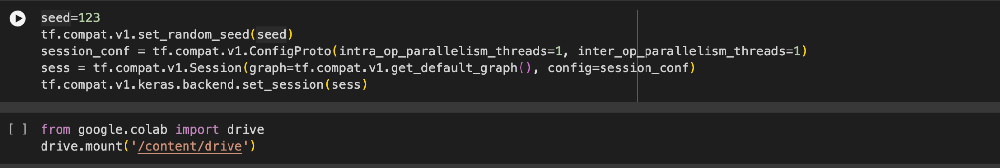 seed=123
tf.compat.v1.set_random_seed(seed)
session_conf = tf.compat.v1.ConfigProto(intra_op_parallelism_threads=1, inter_op_parallelism_threads=1)
sess = tf.compat.v1.Session(graph=tf.compat.v1.get_default_graph(), config=session_conf)
tf.compat.v1.keras.backend.set_session(sess)
[ ] from google.colab import drive
drive.mount('/content/drive')